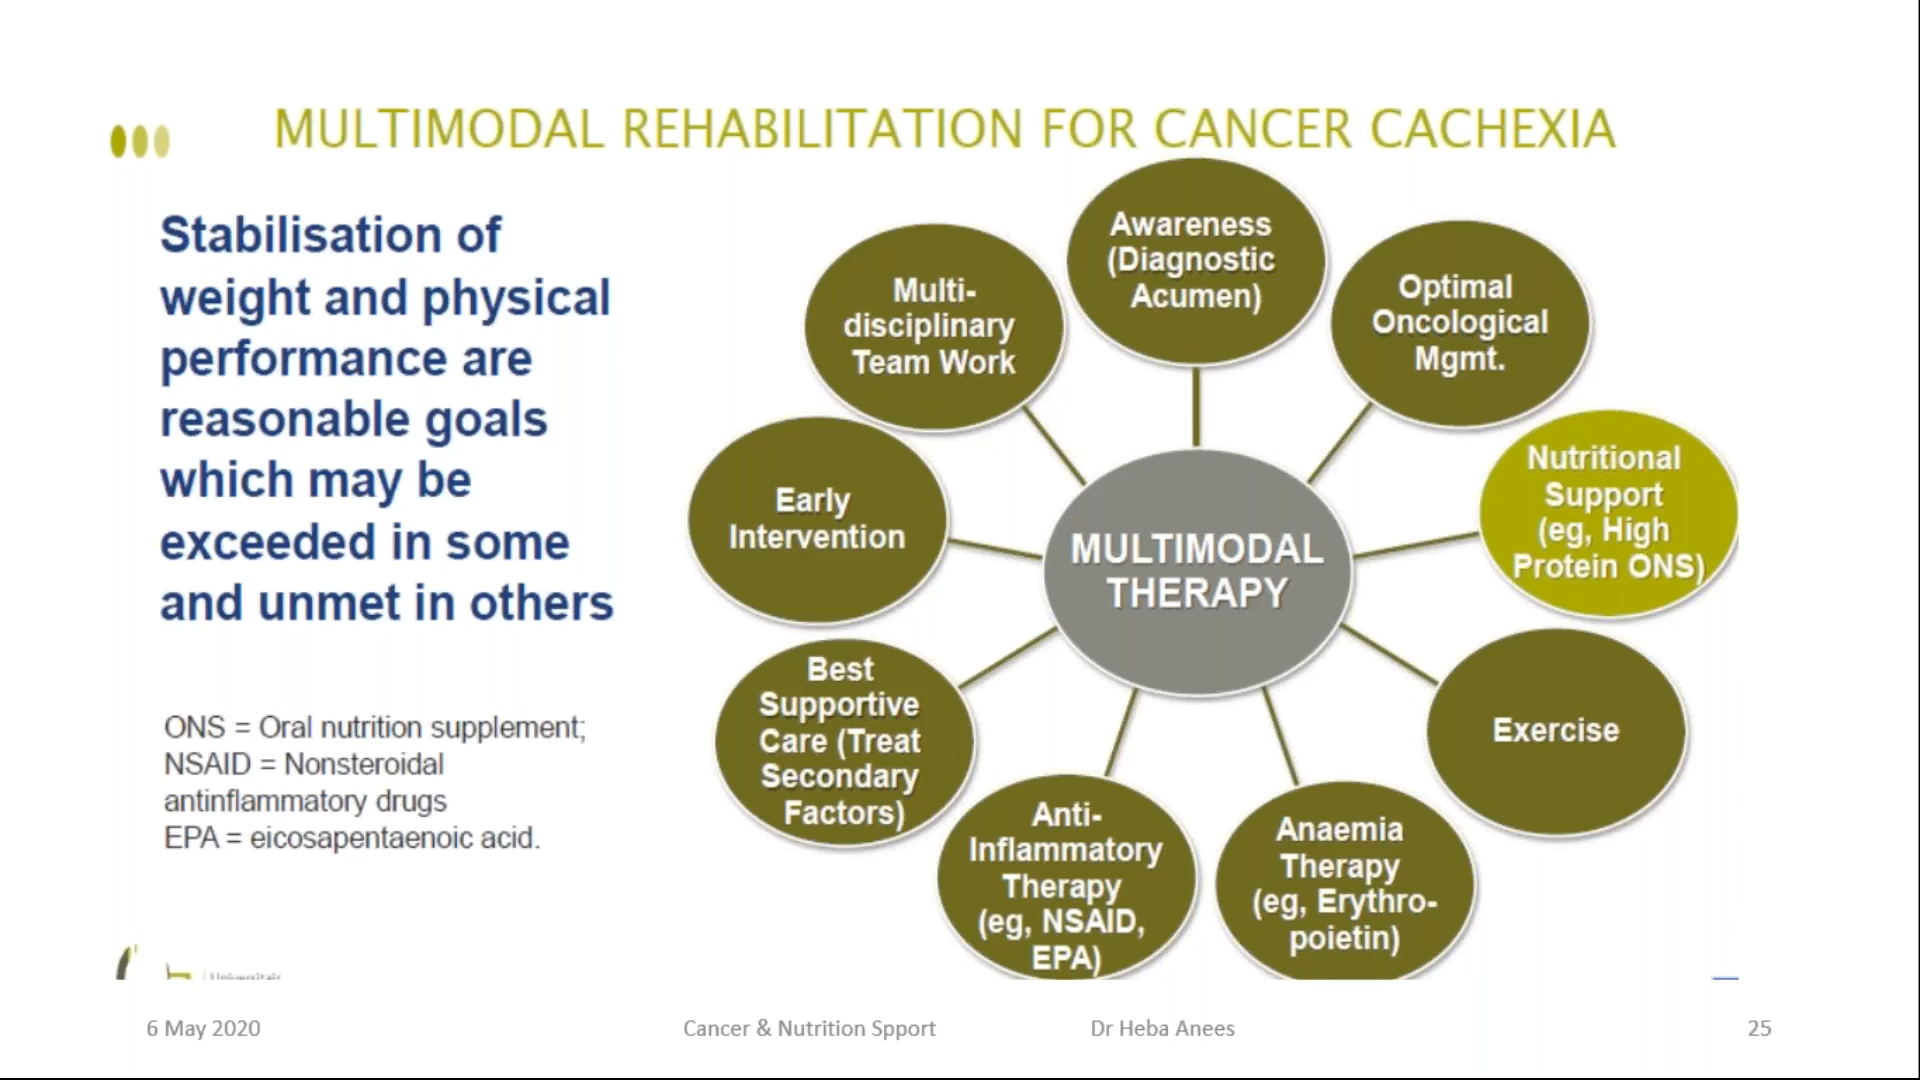 MULTIMODAL REHABILITATION FOR CANCER CACHEXIA
Stabilisation of
weight and physical
performance are
reasonable goals
which may be
exceeded in some
and unmet in others
ONS = Oral nutrition supplement;
NSAID = Nonsteroidal
antinflammatory drugs
EPA = eicosapentaenoic acid.
MULTIMODAL
THERAPY
Awareness
(Diagnostic
Acumen)
Optimal
Oncological
Mgmt.
Nutritional
Support
(eg, High
Protein ONS)
Exercise
Anaemia
Therapy
(eg, Erythro-
poietin)
Anti-
Inflammatory
Therapy
(eg, NSAID,
EPA)
Best
Supportive
Care (Treat
Secondary
Factors)
Early
Intervention
Multi-
disciplinary
Team Work
6 May 2020
Cancer & Nutrition Spport
Dr Heba Anees
25